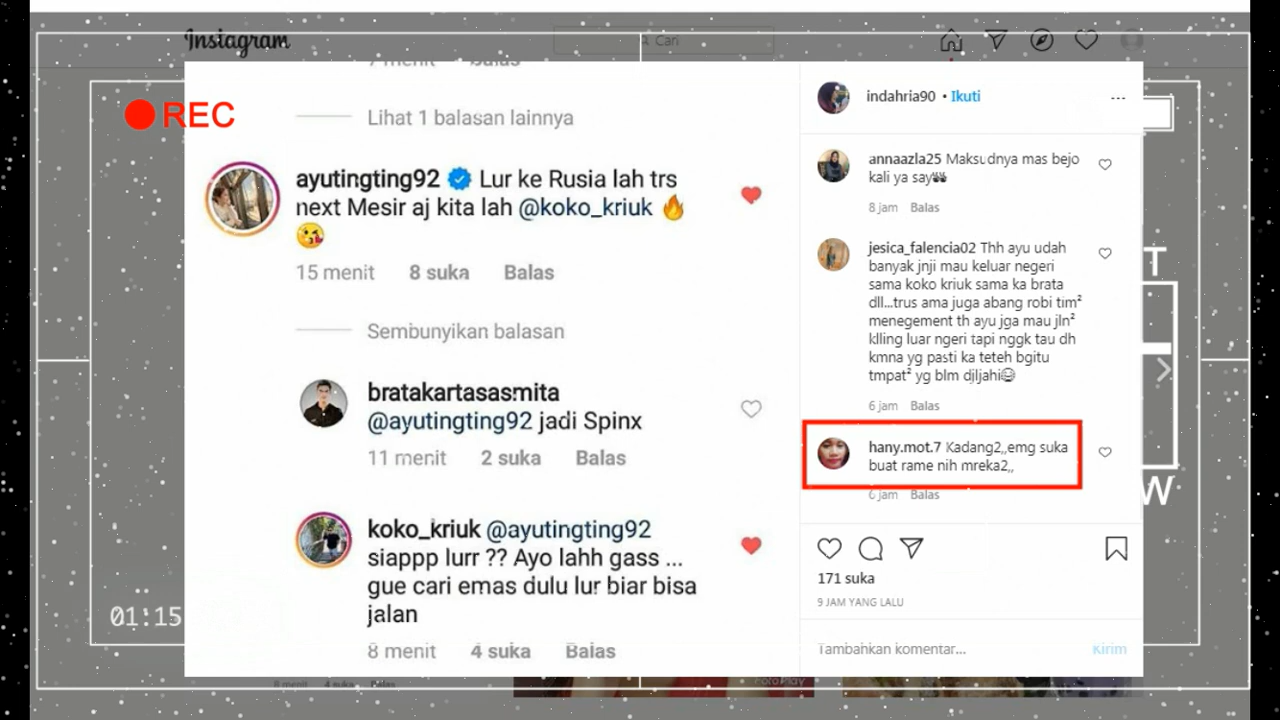 Instagram
Cari
7 menit balas
REC
Lihat 1 balasan lainnya
ayutingting92 Lur ke Rusia lah trs
next Mesir aj kita lah @koko_kriuk 🔥
😘
15 menit 8 suka Balas
Sembunyikan balasan
bratakartasasmita
@ayutingting92 jadi Spinx
11 menit 2 suka Balas
koko_kriuk @ayutingting92
siappp lurr ?? Ayo lahh gass ...
gue cari emas dulu lur biar bisa
jalan
8 menit 4 suka Balas
01:15
indahria90 • Ikuti
annaazla25 Maksudnya mas bejo
kali ya say
8 jam Balas
jesica_falencia02 Thh ayu udah
banyak jnji mau keluar negeri
sama koko kriuk sama ka brata
dll...trus ama juga abang robi tim²
menegement th ayu jga mau jln²
klling luar ngeri tapi nggk tau dh
kmna yg pasti ka teteh bgitu
tmpat² yg blm djljahi
6 jam Balas
hany.mot.7 Kadang2,,emg suka
buat rame nih mreka2,,
6 jam Balas
171 suka
9 JAM YANG LALU
Tambahkan komentar...
Kirim
T
W
8 menit 4 suka Balas
FotoPlay